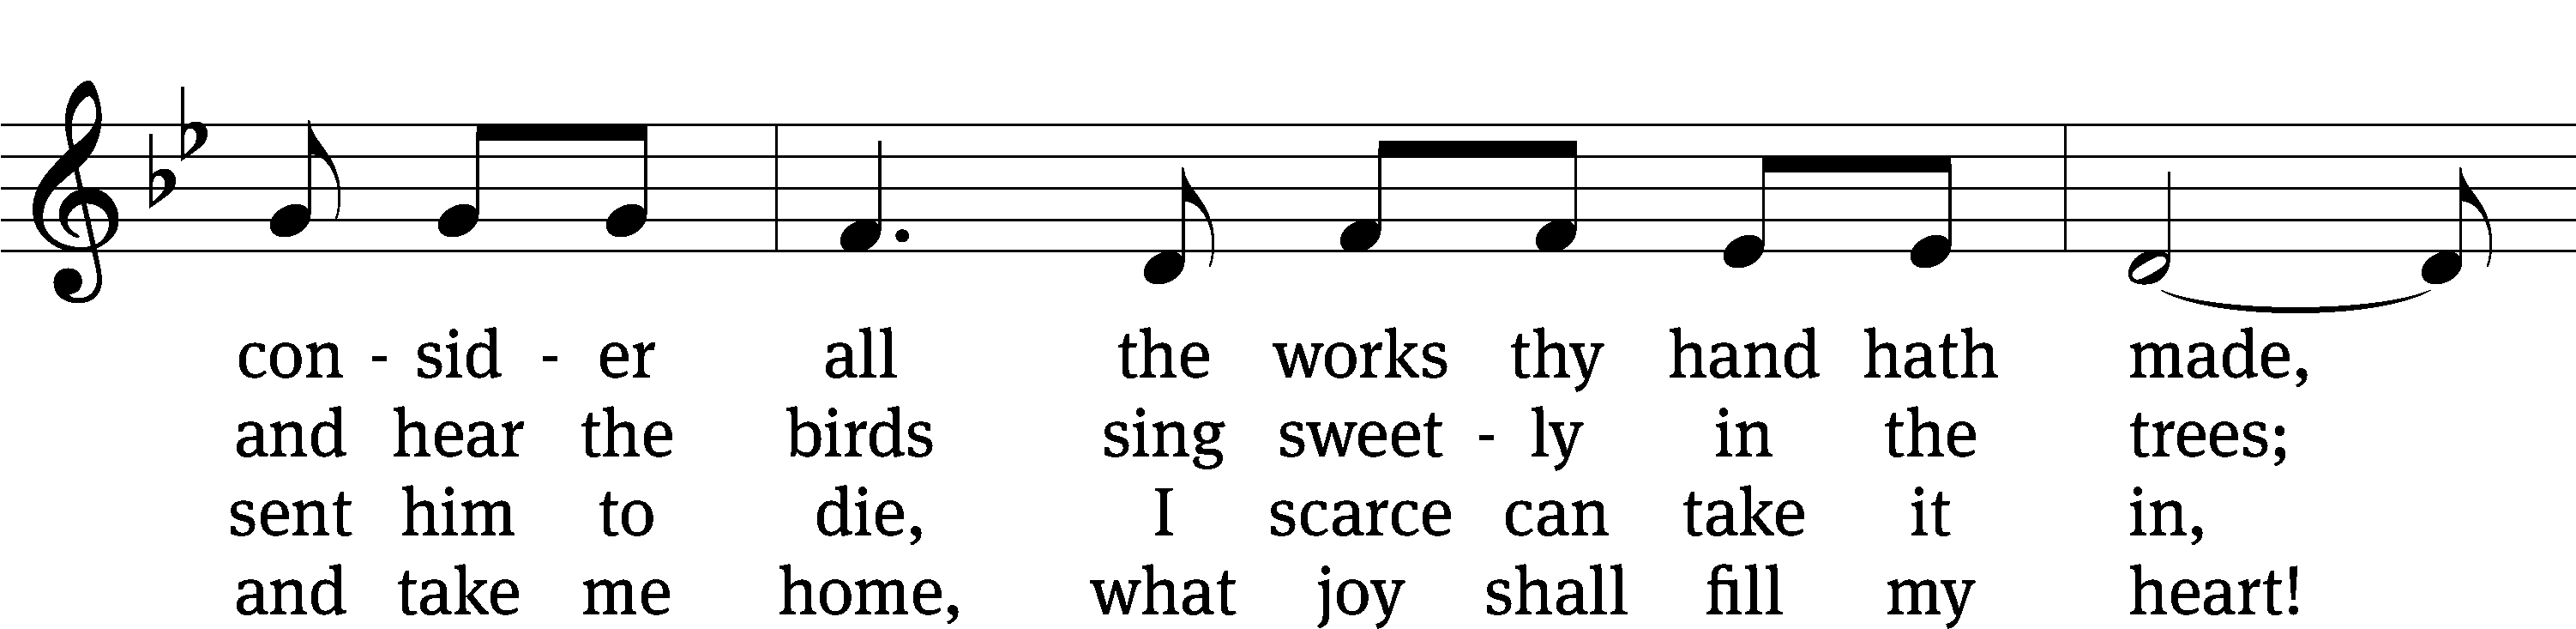 con - sid - er all the works thy hand hath made,
and hear the birds sing sweet - ly in the trees;
sent him to die, I scarce can take it in,
and take me home, what joy shall fill my heart!